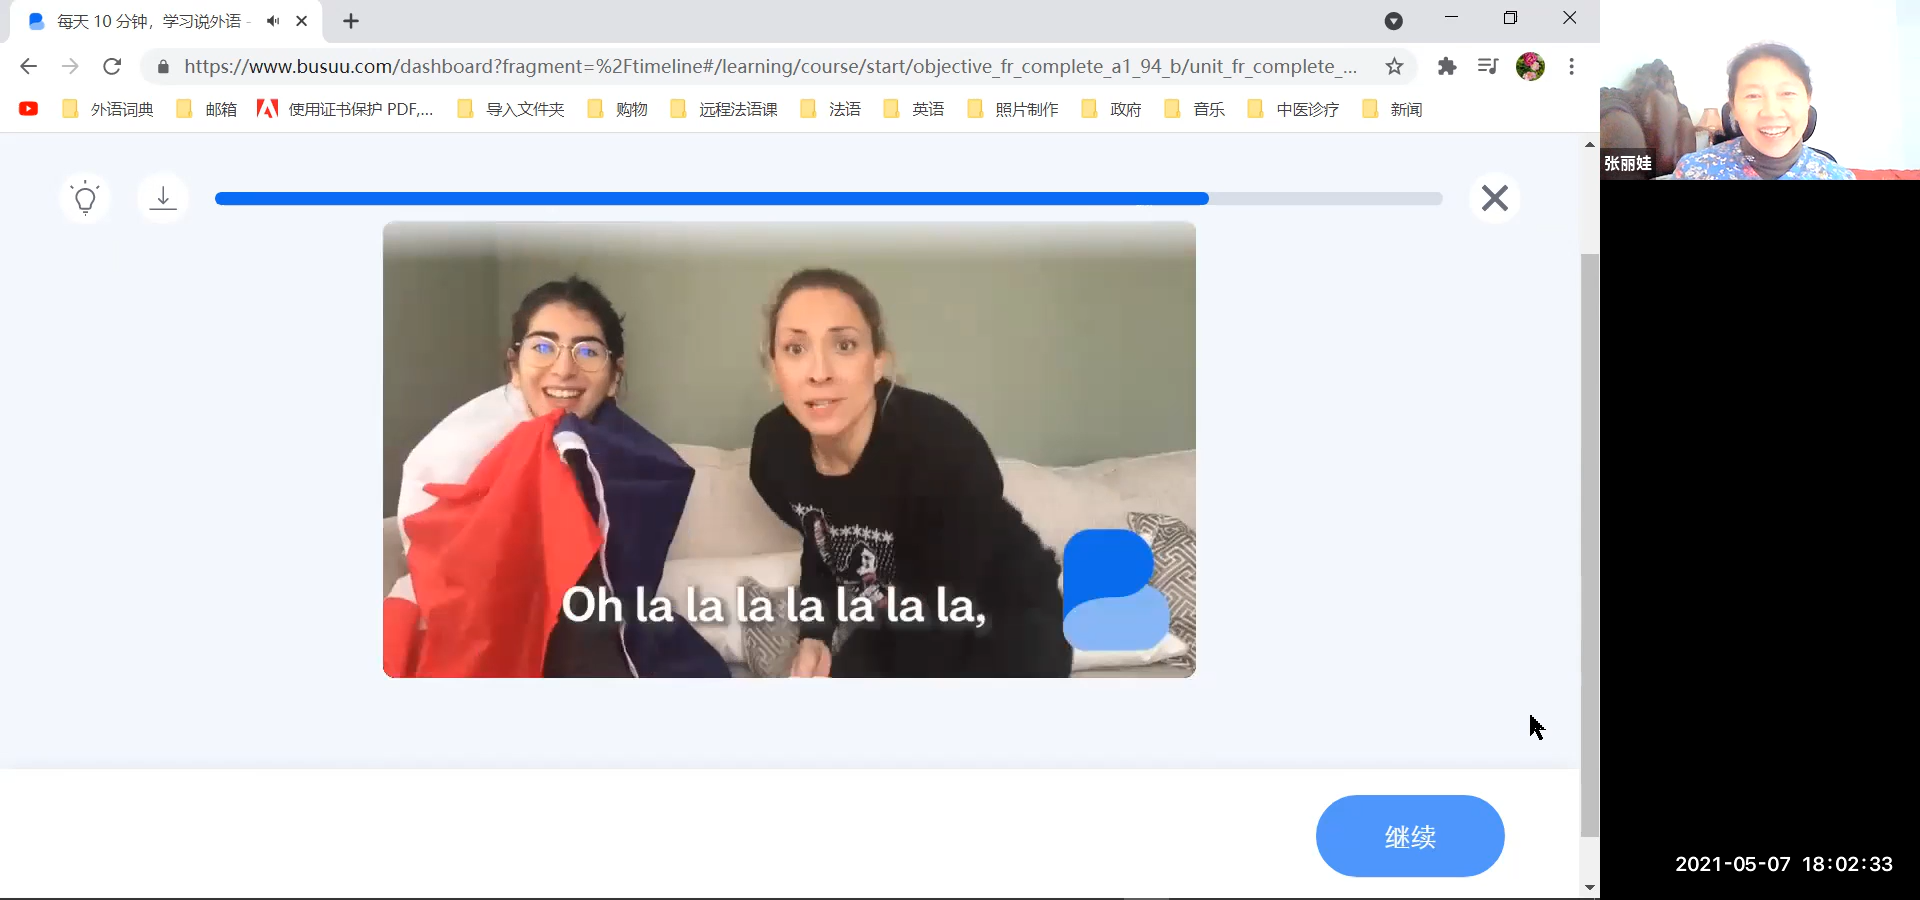 每天 10 分钟，学习说外语 -
https://www.busuu.com/dashboard?fragment=%2Ftimeline#/learning/course/start/objective_fr_complete_a1_94_b/unit_fr_complete_...
外语词典 邮箱 使用证书保护 PDF,... 导入文件夹 购物 远程法语课 法语 英语 照片制作 政府 音乐 中医诊疗 新闻
张丽娃
Oh la la la la la la la,
继续
2021-05-07 18:02:33